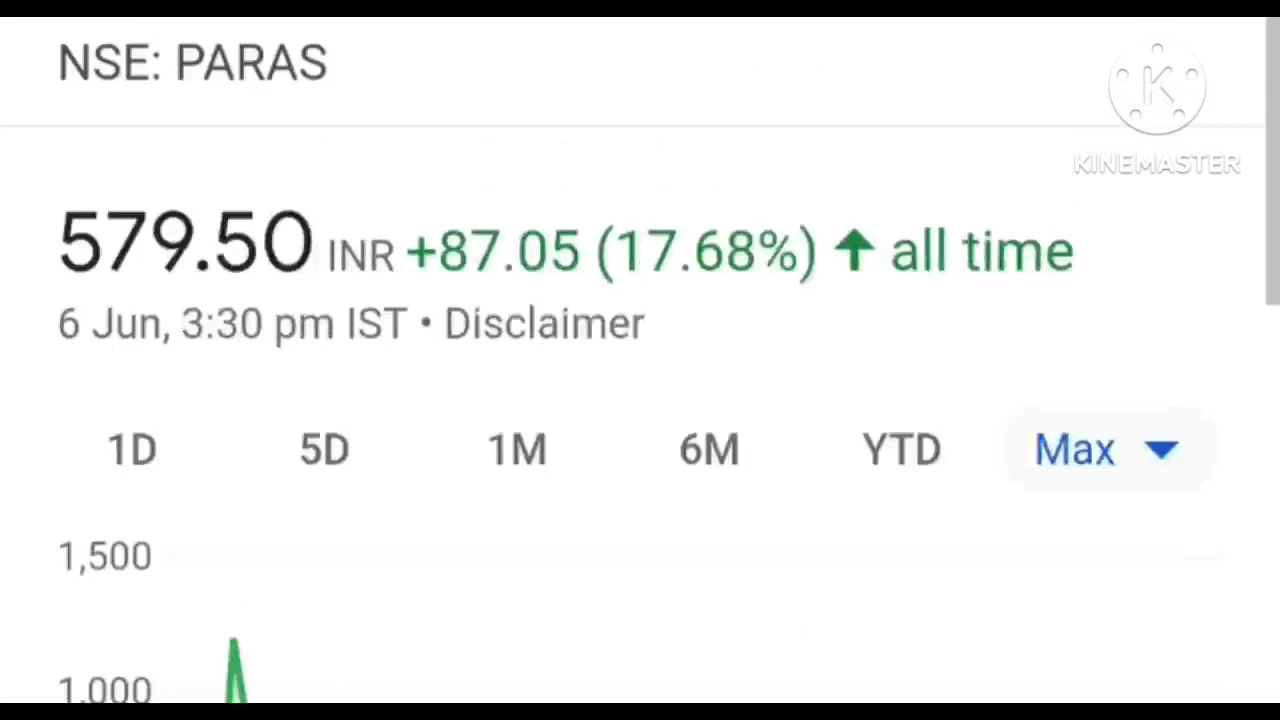 NSE: PARAS
K
KINEMASTER
579.50 INR +87.05 (17.68%) ↑ all time
6 Jun, 3:30 pm IST • Disclaimer
1D 5D 1M 6M YTD Max
1,500
1,000